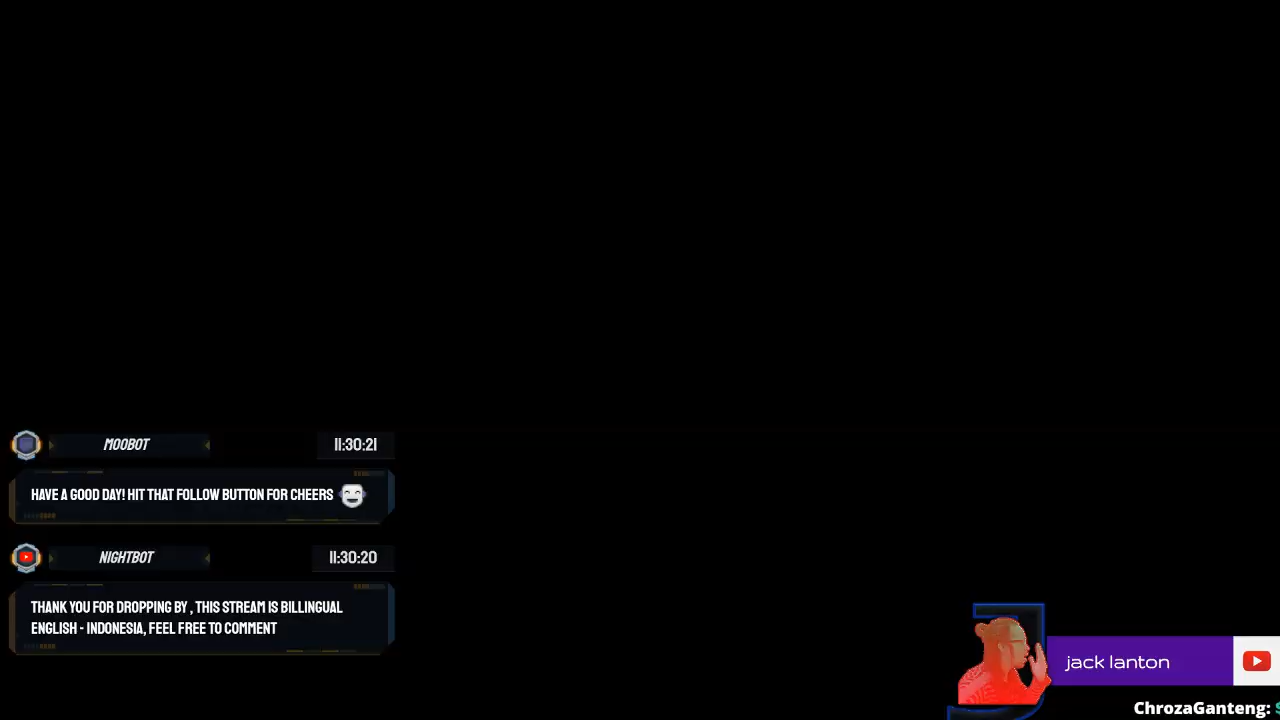 MOOBOT
11:30:21
HAVE A GOOD DAY! HIT THAT FOLLOW BUTTON FOR CHEERS
NIGHTBOT
11:30:20
THANK YOU FOR DROPPING BY , THIS STREAM IS BILLINGUAL
ENGLISH - INDONESIA, FEEL FREE TO COMMENT
jack lanton
ChrozaGanteng: